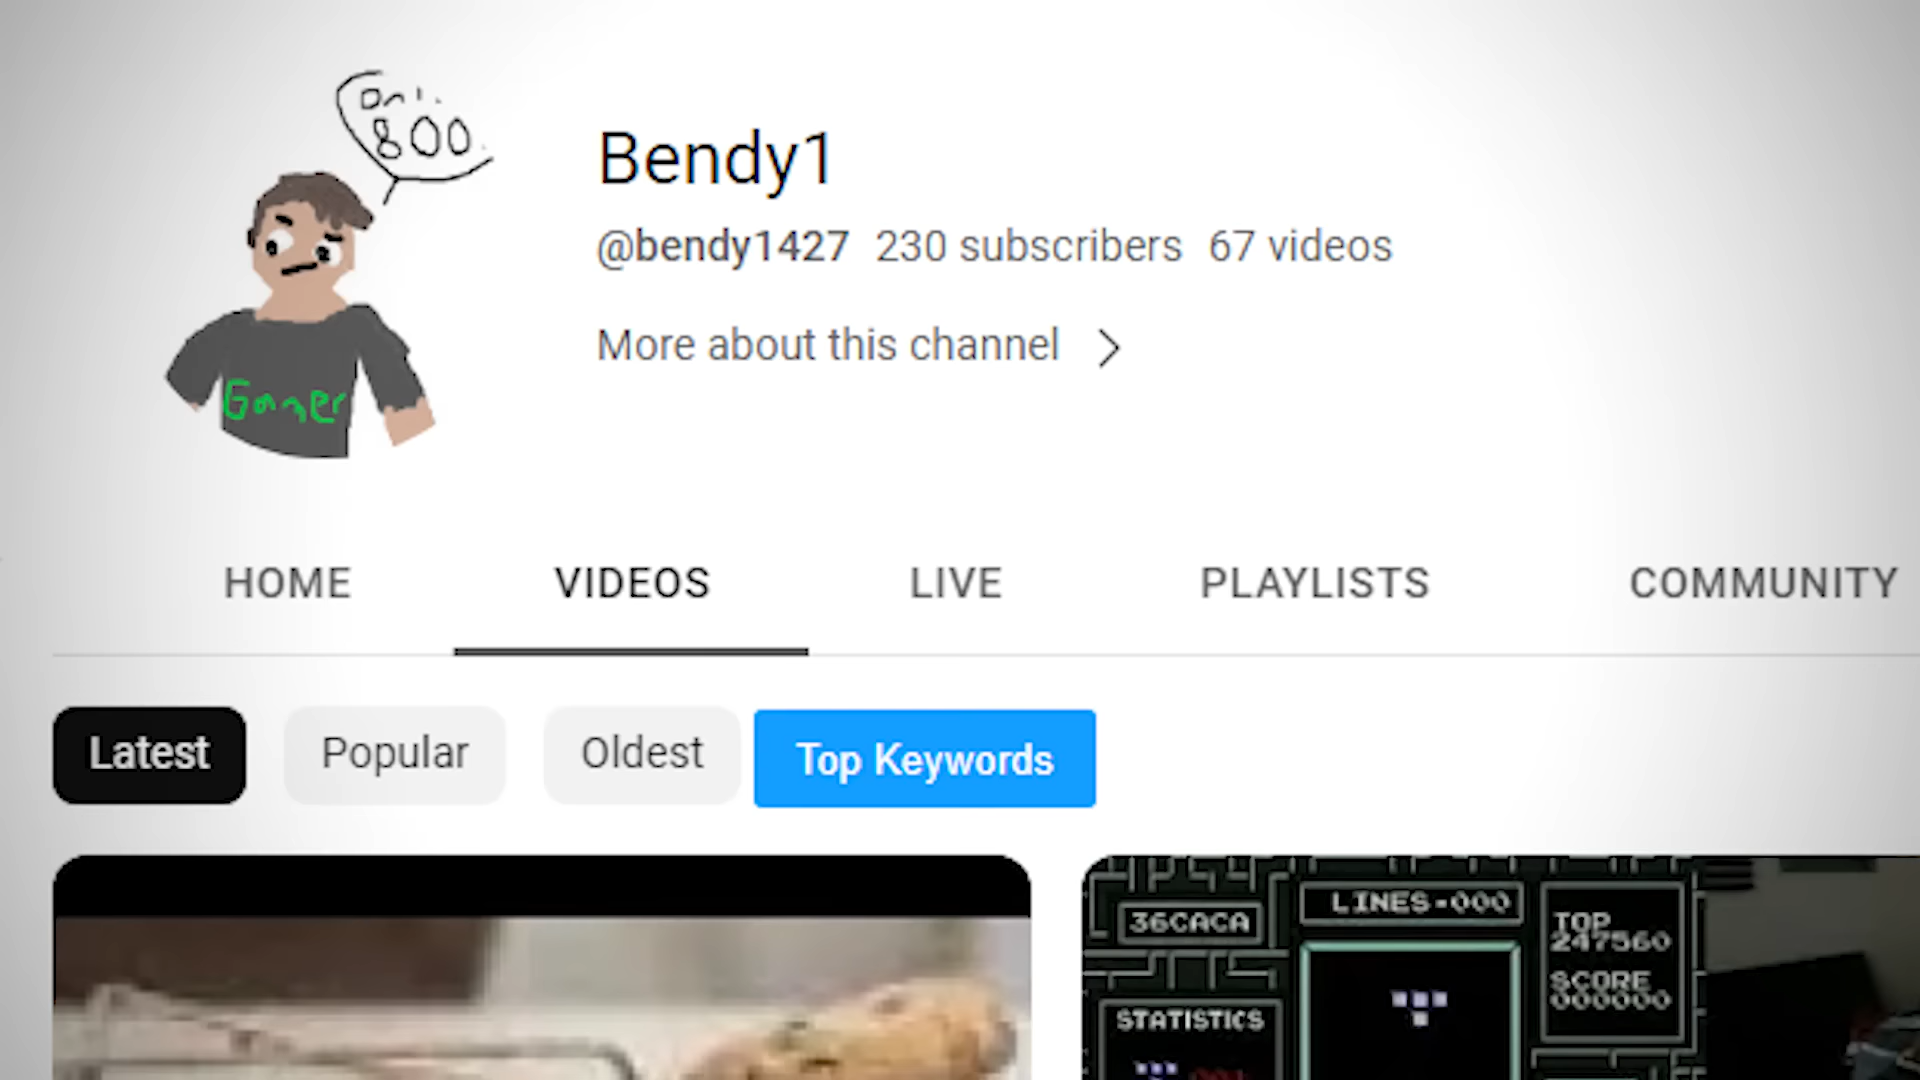 800
Bendy1
@bendy1427 230 subscribers 67 videos
More about this channel
Gamer
HOME VIDEOS LIVE PLAYLISTS COMMUNITY
Latest Popular Oldest Top Keywords
36CACA
LINES-000
TOP
247560
SCORE
000000
STATISTICS